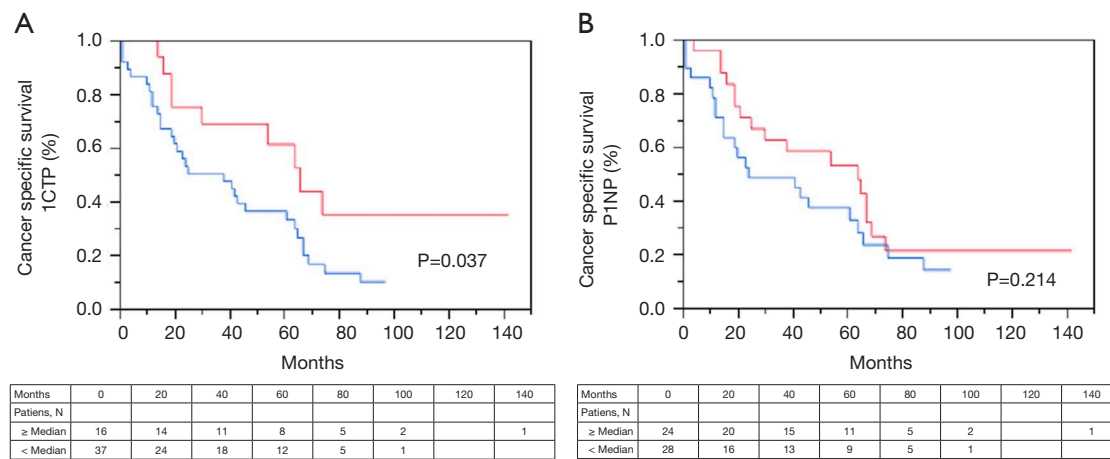 A
Cancer specific survival
1CTP (%)
1.0
0.8
0.6
0.4
0.2
0.0
P=0.037
0 20 40 60 80 100 120 140
Months
Months 0 20 40 60 80 100 120 140
Patiens, N
≥ Median 16 14 11 8 5 2 1
< Median 37 24 18 12 5 1
B
Cancer specific survival
P1NP (%)
1.0
0.8
0.6
0.4
0.2
0.0
P=0.214
0 20 40 60 80 100 120 140
Months
Months 0 20 40 60 80 100 120 140
Patiens, N
≥ Median 24 20 15 11 5 2 1
< Median 28 16 13 9 5 1